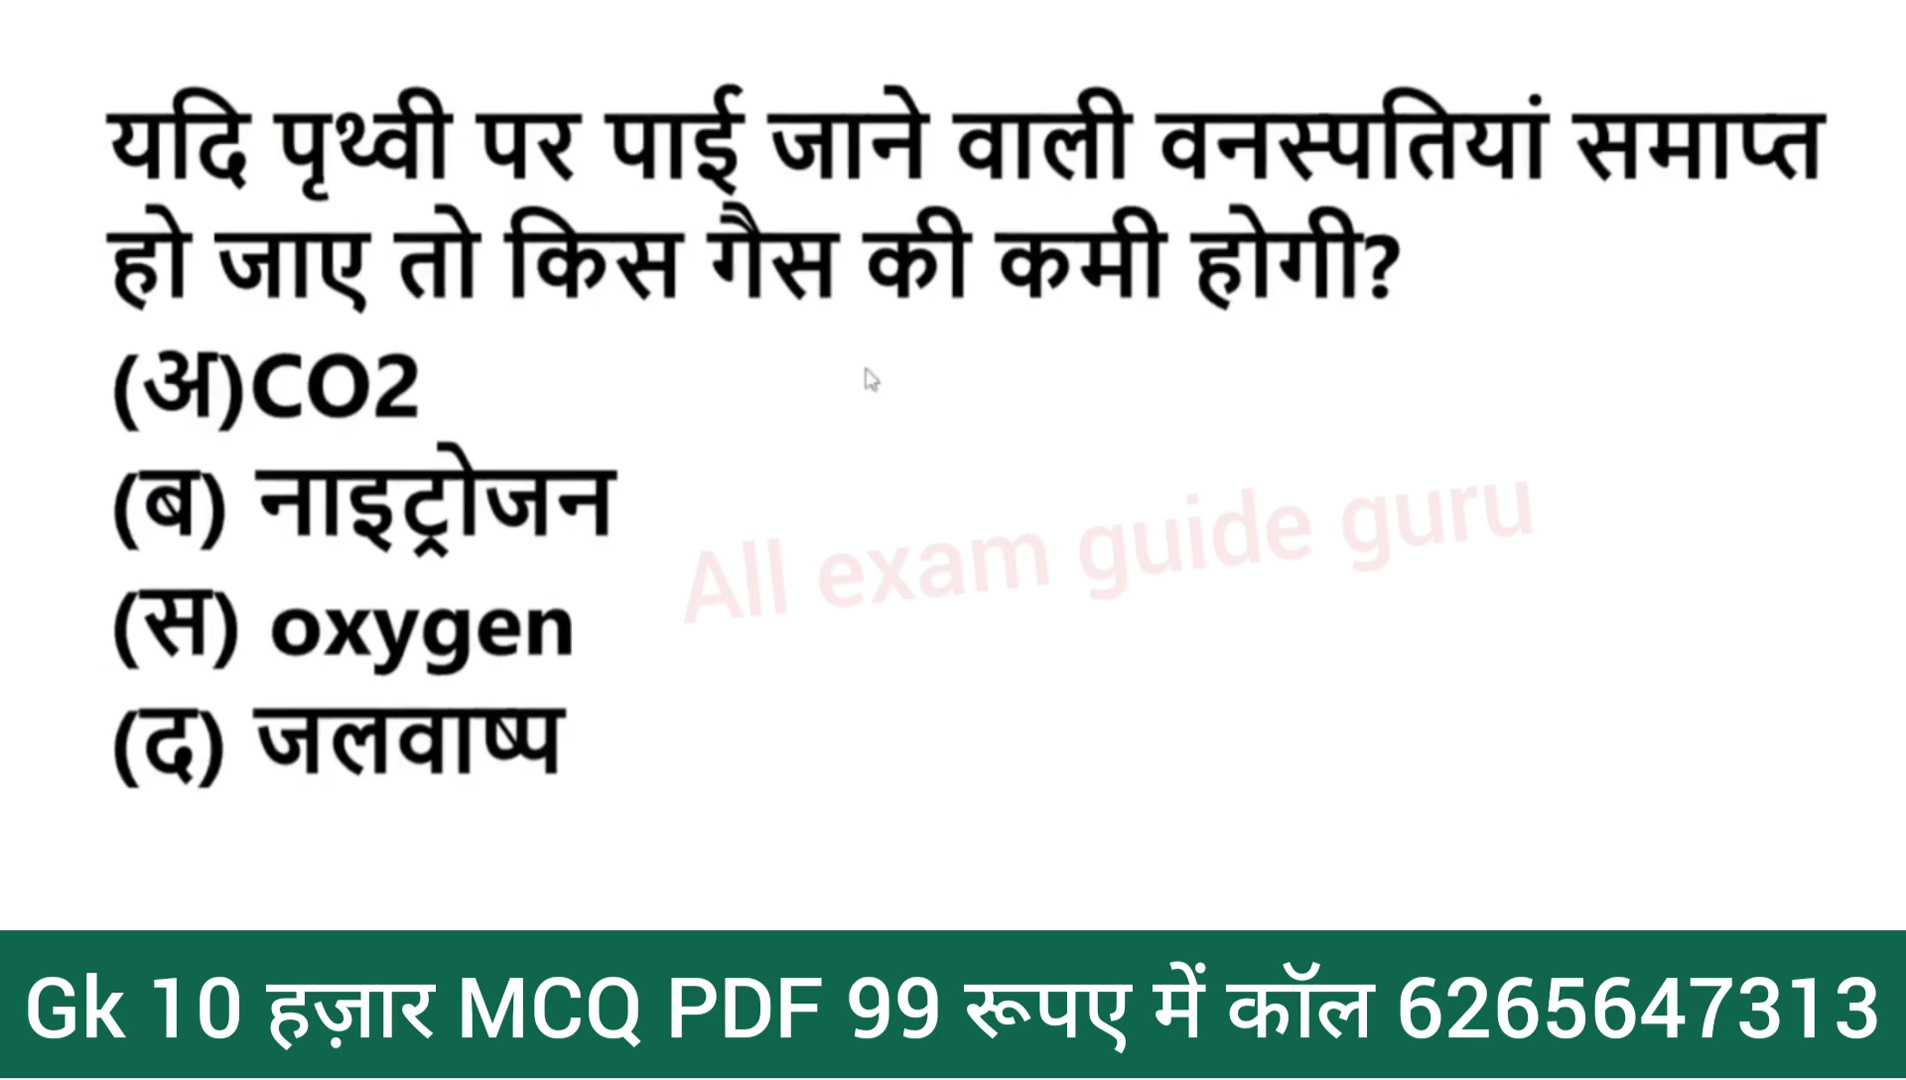 यदि पृथ्वी पर पाई जाने वाली वनस्पतियां समाप्त
हो जाए तो किस गैस की कमी होगी?
(अ)CO2
(ब) नाइट्रोजन
(स) oxygen
(द) जलवाष्प
All exam guide guru
Gk 10 हज़ार MCQ PDF 99 रूपए में कॉल 6265647313